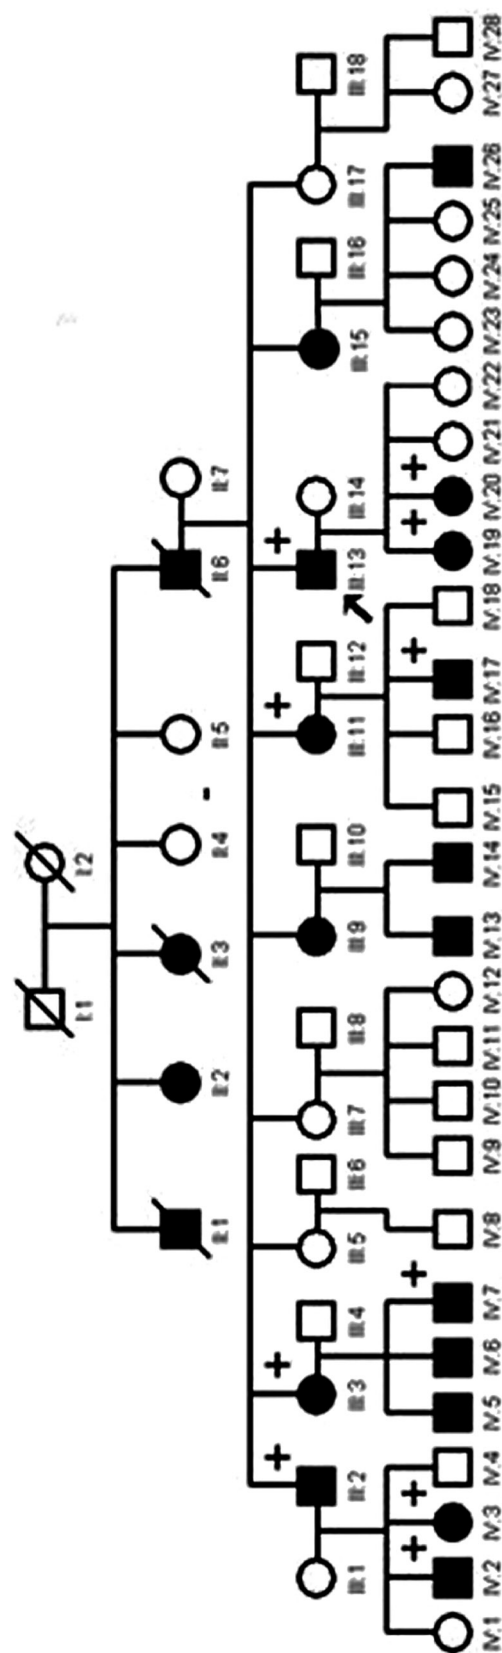 I:1 I:2
II:1 II:2 II:3 II:4 II:5 II:6 II:7
-
+ + + +
III:1 III:2 III:3 III:4 III:5 III:6 III:7 III:8 III:9 III:10 III:11 III:12 III:13 III:14 III:15 III:16 III:17 III:18
+ + + + + +
IV:1 IV:2 IV:3 IV:4 IV:5 IV:6 IV:7 IV:8 IV:9 IV:10 IV:11 IV:12 IV:13 IV:14 IV:15 IV:16 IV:17 IV:18 IV:19 IV:20 IV:21 IV:22 IV:23 IV:24 IV:25 IV:26 IV:27 IV:28